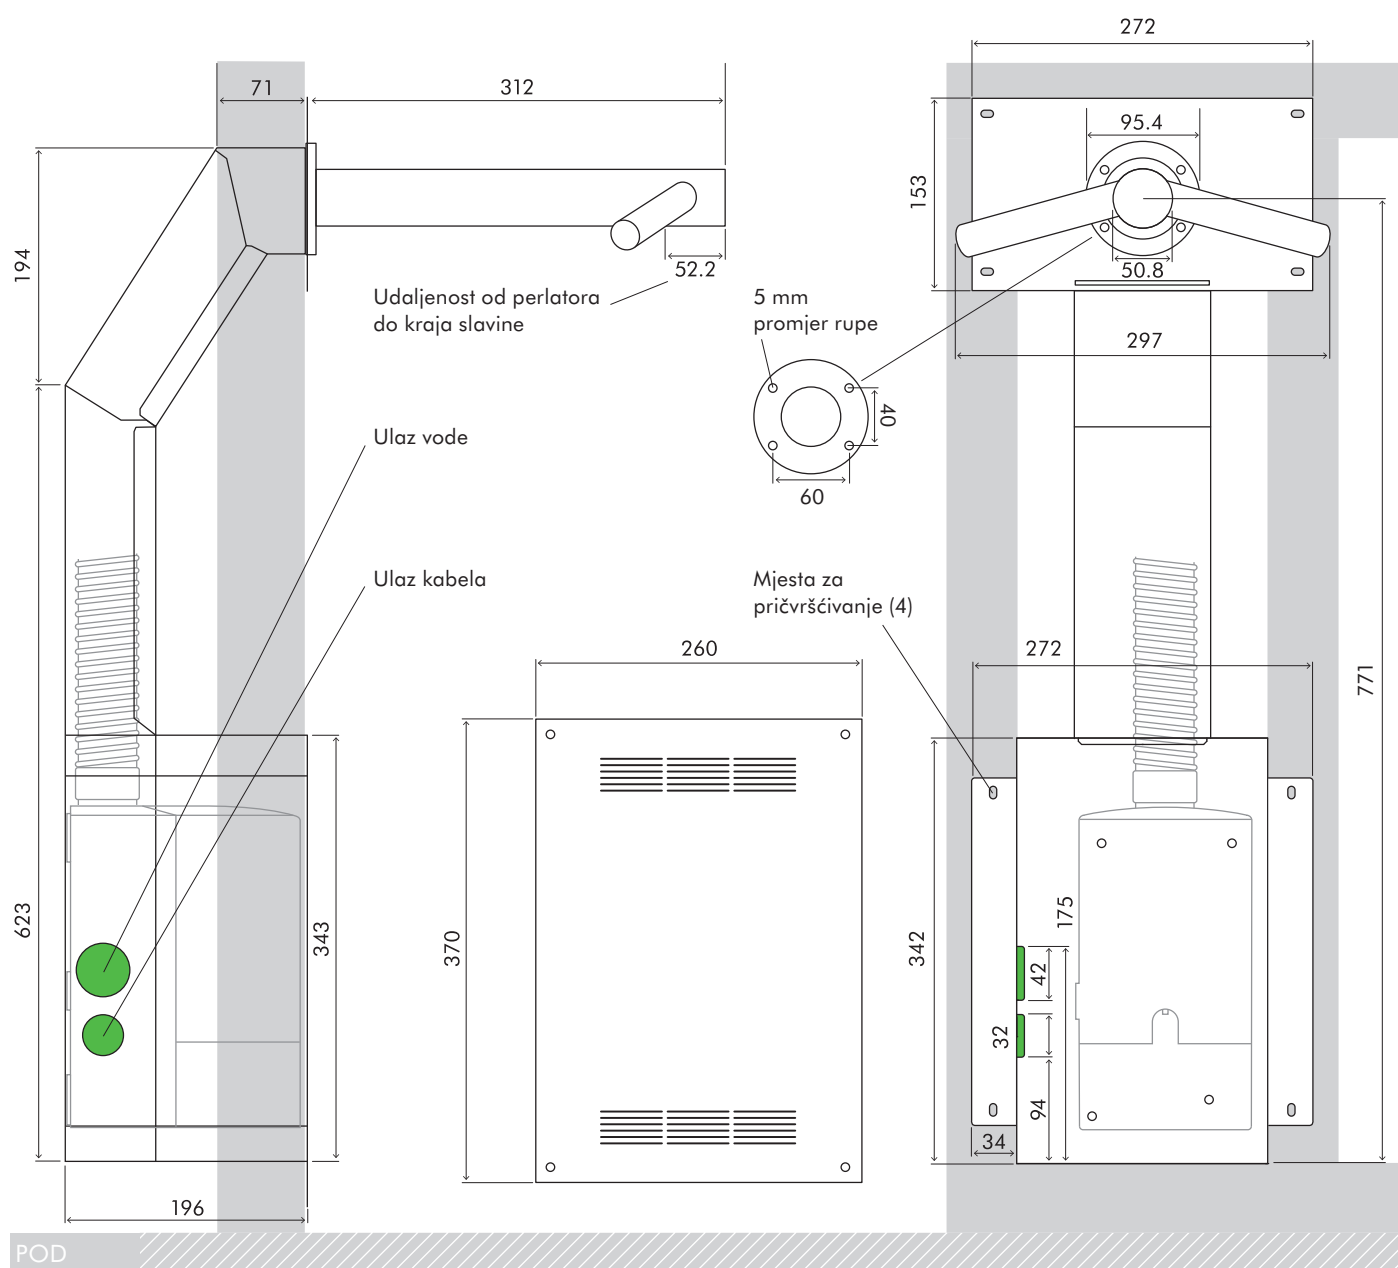 272
71
312
95.4
153
194
52.2
50.8
Udaljenost od perlatora
do kraja slavine
5 mm
promjer rupe
297
40
60
Ulaz vode
Ulaz kabela
Mjesta za
pričvršćivanje (4)
260
272
771
623
343
370
342
175
42
32
94
34
196
POD